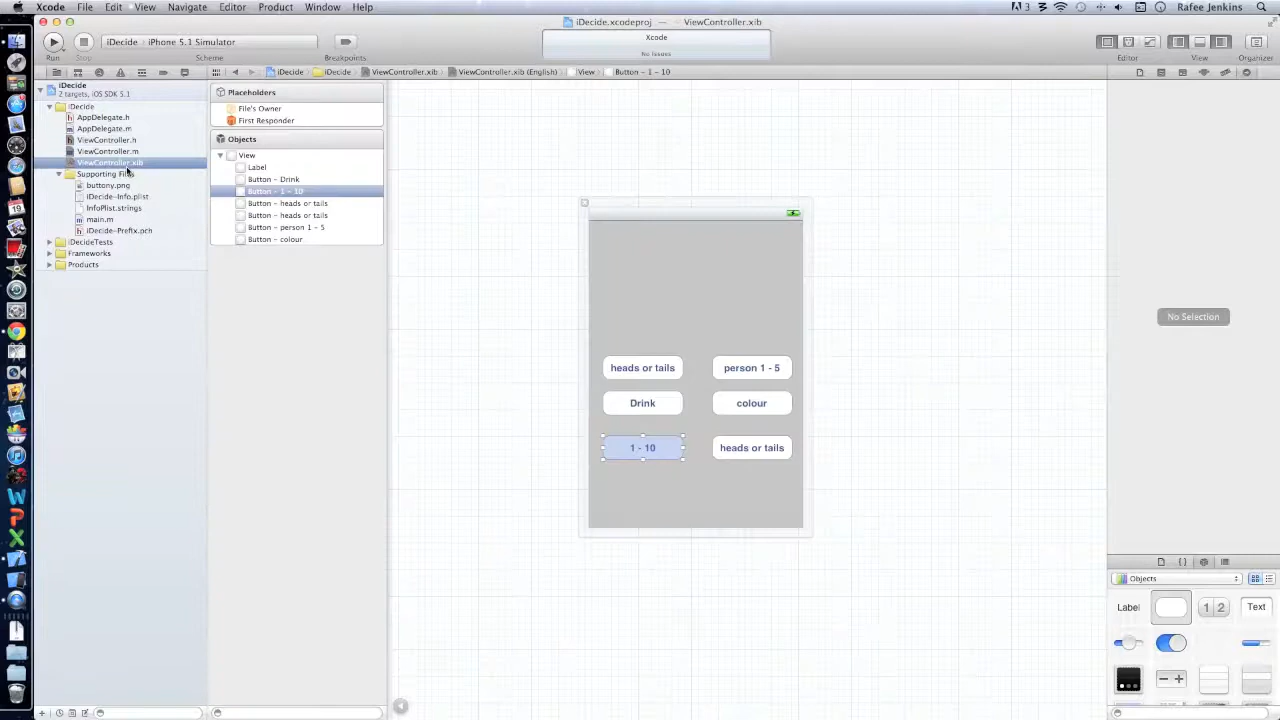 Xcode File Edit View Navigate Editor Product Window Help
3
Rafee Jenkins
iDecide.xcodeproj — ViewController.xib
iDecide iPhone 5.1 Simulator
Xcode
No Issues
Run Stop Scheme Breakpoints Editor View Organizer
iDecide iDecide ViewController.xib ViewController.xib (English) View Button - 1 - 10
iDecide
2 targets, iOS SDK 5.1
iDecide
AppDelegate.h
AppDelegate.m
ViewController.h
ViewController.m
ViewController.xib
Supporting
buttony.png
iDecide-Info.plist
InfoPlist.strings
main.m
iDecide-Prefix.pch
iDecideTests
Frameworks
Products
Placeholders
File's Owner
First Responder
Objects
View
Label
Button - Drink
Button - 1 - 10
Button - heads or tails
Button - heads or tails
Button - person 1 - 5
Button - colour
heads or tails person 1 - 5
Drink colour
1 - 10 heads or tails
No Selection
Objects
Label 1 2 Text
19